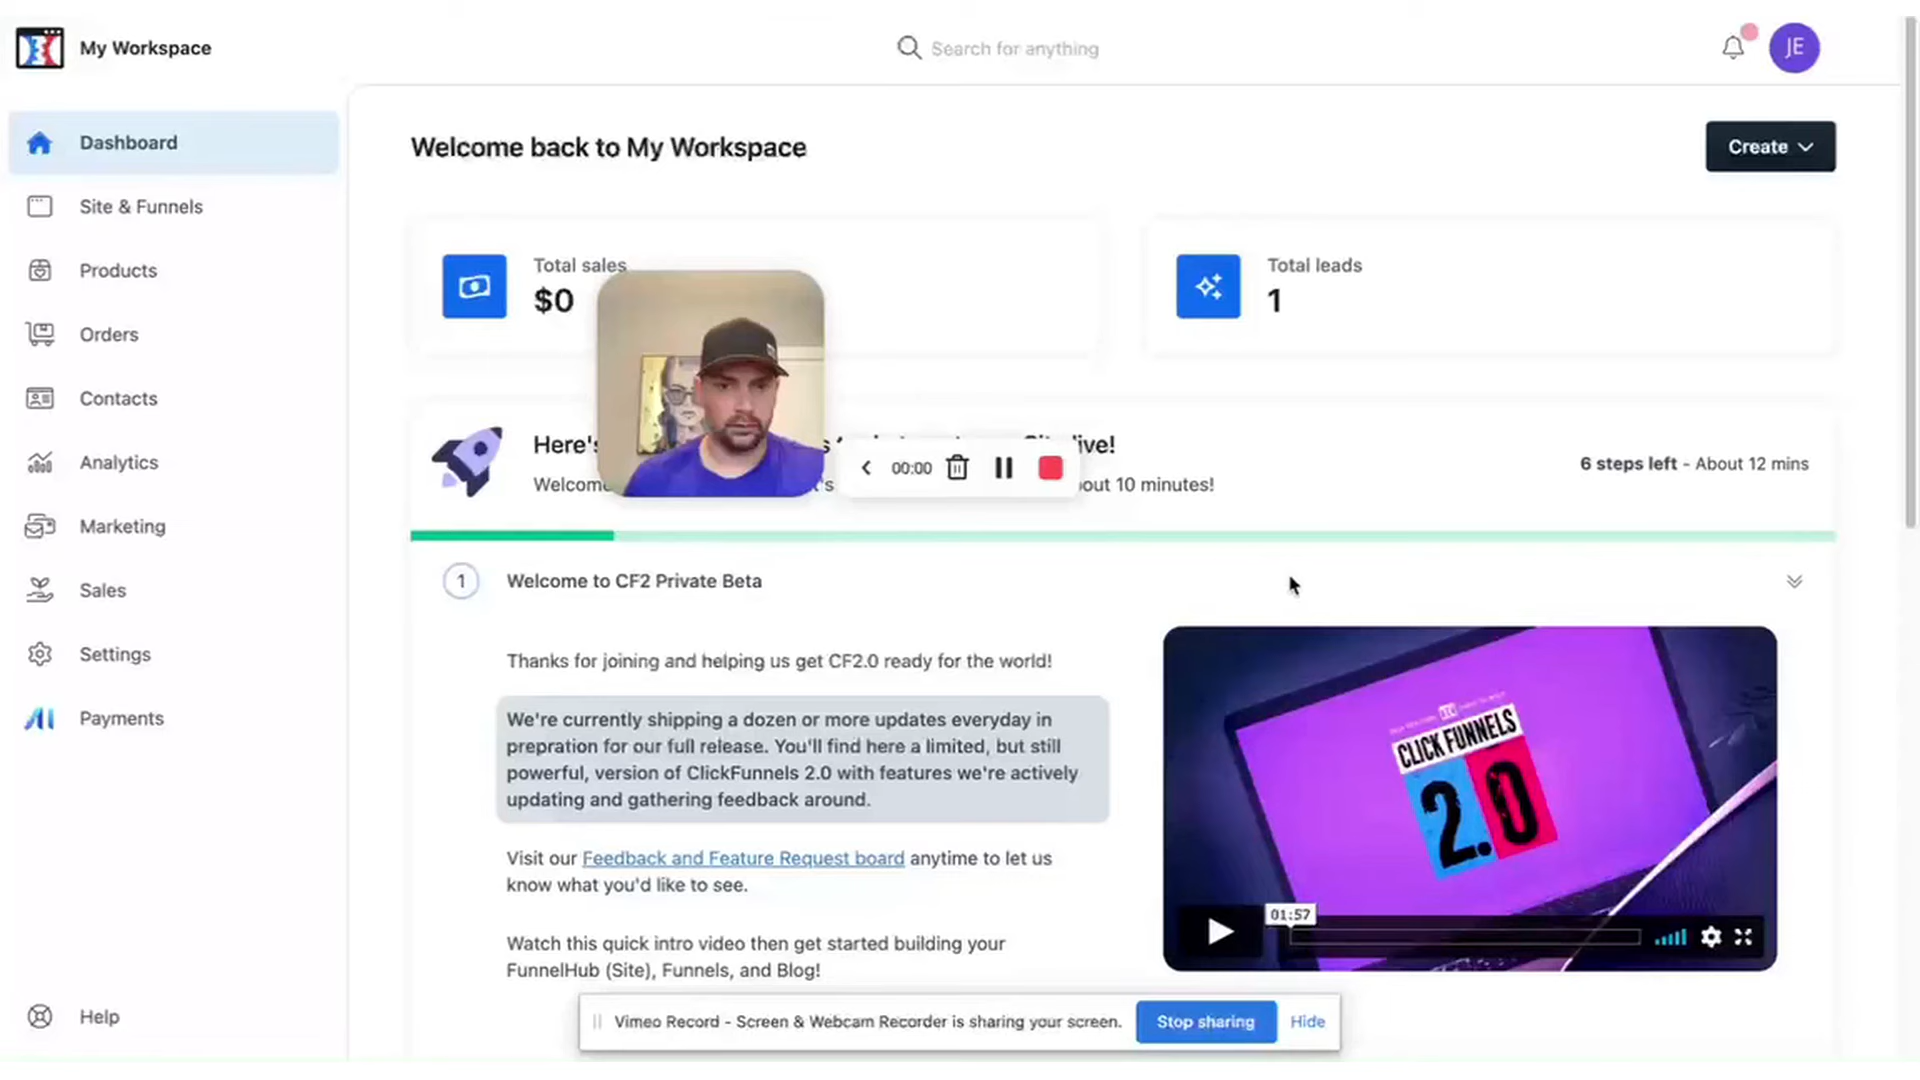 My Workspace
Search for anything
JE
Dashboard
Site & Funnels
Products
Orders
Contacts
Analytics
Marketing
Sales
Settings
Payments
Help
Welcome back to My Workspace
Create
Total sales
$0
Total leads
1
Here's
live!
00:00
Welcome
out 10 minutes!
6 steps left - About 12 mins
1
Welcome to CF2 Private Beta
Thanks for joining and helping us get CF2.0 ready for the world!
We're currently shipping a dozen or more updates everyday in
prepration for our full release. You'll find here a limited, but still
powerful, version of ClickFunnels 2.0 with features we're actively
updating and gathering feedback around.
Visit our Feedback and Feature Request board anytime to let us
know what you'd like to see.
Watch this quick intro video then get started building your
FunnelHub (Site), Funnels, and Blog!
CLICK FUNNELS
2.0
01:57
Vimeo Record - Screen & Webcam Recorder is sharing your screen.
Stop sharing
Hide